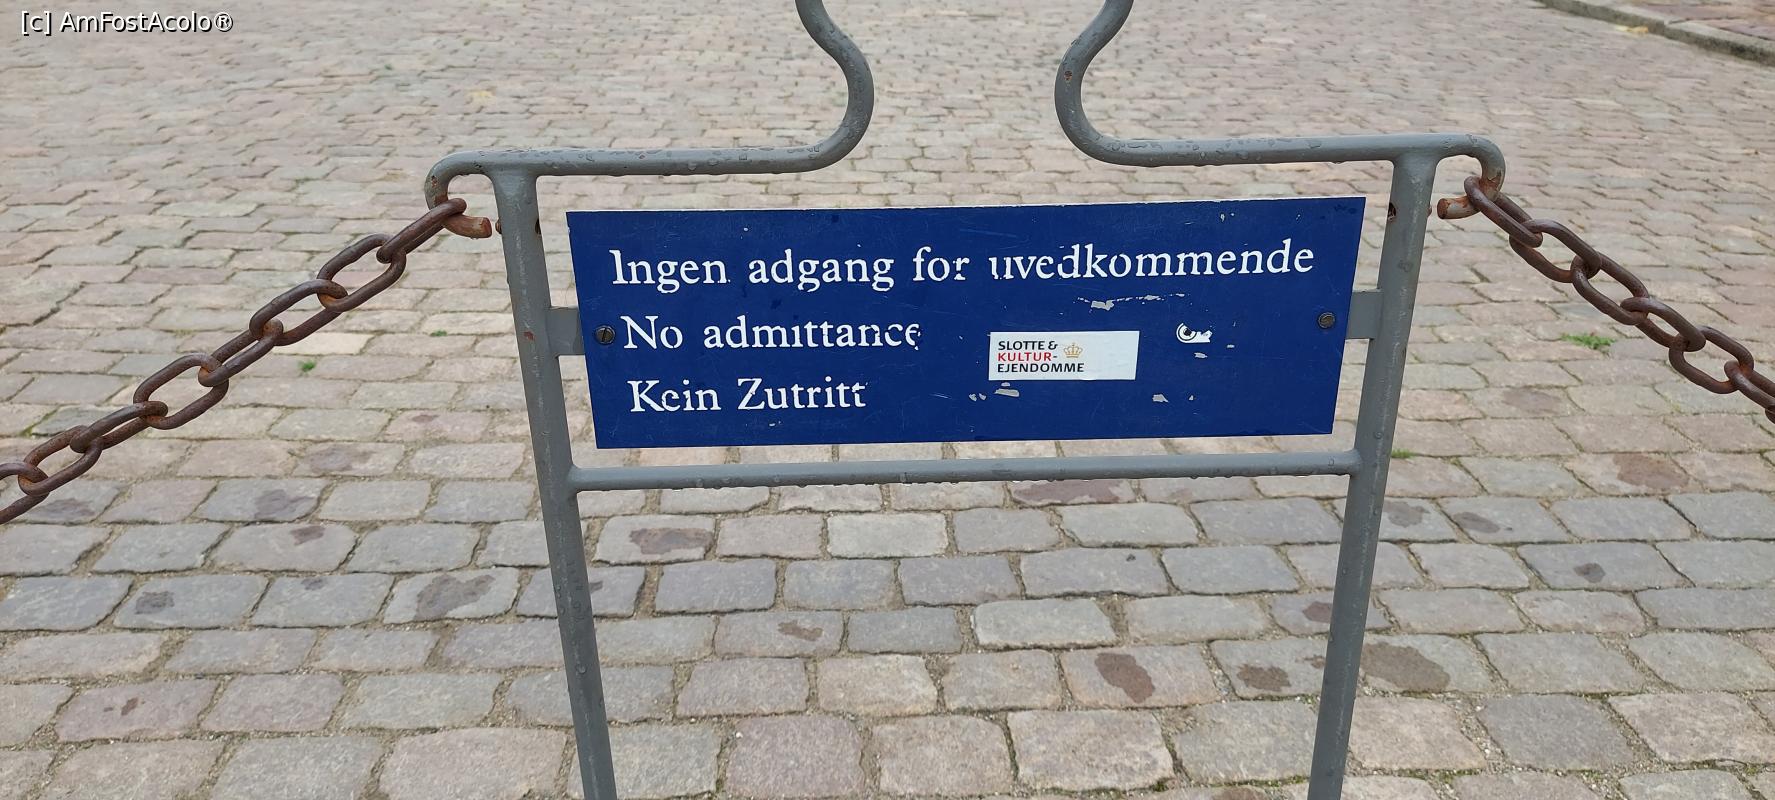 [c] AmFostAcolo®
Ingen adgang for uvedkommende
No admittance
Kein Zutritt
SLOTTE &
KULTUR-
EJENDOMME